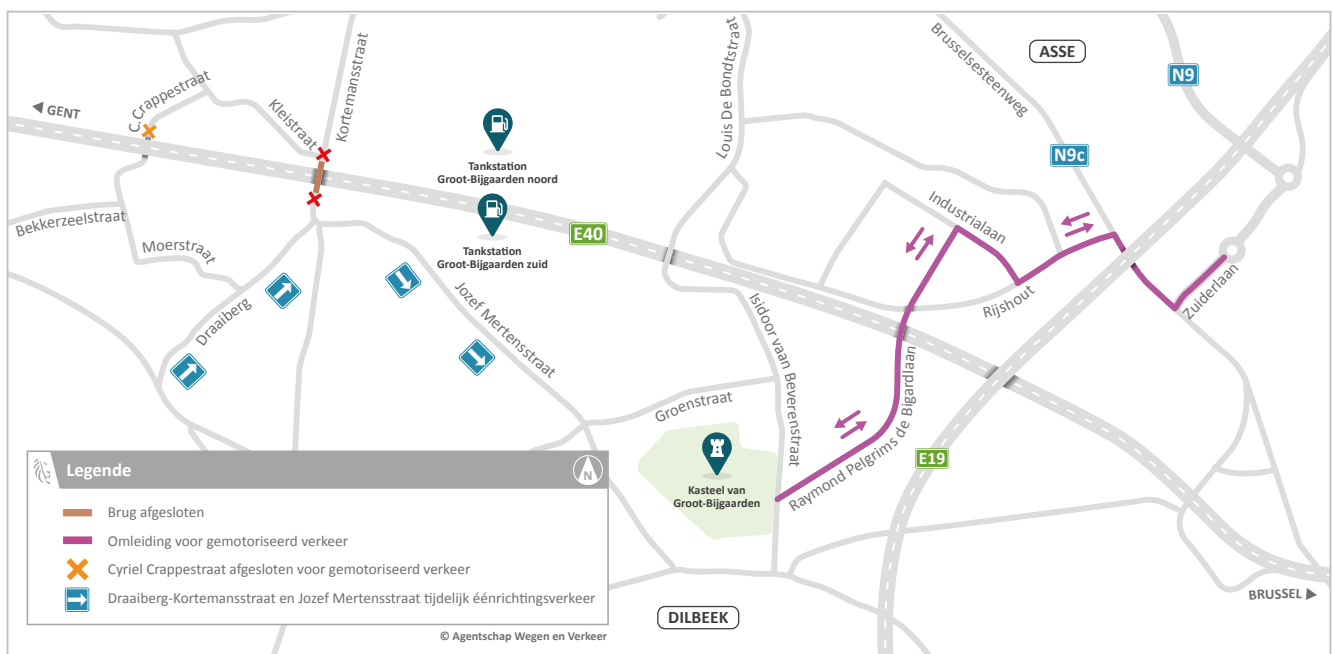 ASSE
N9
Brusselsesteenweg
Louis De Bondtstraat
Kortemansstraat
C. Crappestraat
Kleistraat
GENT
N9c
Tankstation
Groot-Bijgaarden noord
Industrialaan
Bekkerzeelstraat
Moerstraat
Tankstation
Groot-Bijgaarden zuid
E40
Draaiberg
Jozef Mertensstraat
Isidoor vaan Beverenstraat
Rijshout
Zuiderlaan
Groenstraat
Raymond Pelgrims de Bigardlaan
E19
Kasteel van
Groot-Bijgaarden
Legende
N
Brug afgesloten
Omleiding voor gemotoriseerd verkeer
Cyriel Crappestraat afgesloten voor gemotoriseerd verkeer
Draaiberg-Kortemansstraat en Jozef Mertensstraat tijdelijk éénrichtingsverkeer
BRUSSEL
DILBEEK
© Agentschap Wegen en Verkeer